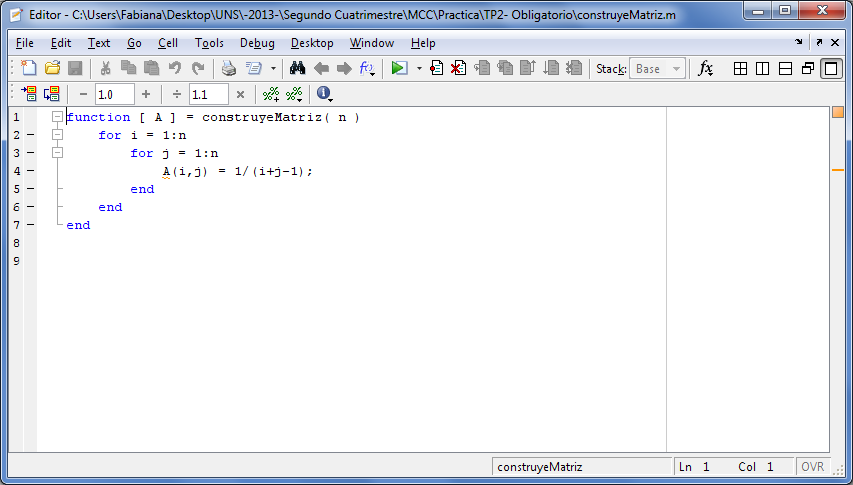 Editor - C:\Users\Fabiana\Desktop\UNS\-2013-\Segundo Cuatrimestre\MCC\Practica\TP2- Obligatorio\construyeMatriz.m
File Edit Text Go Cell Tools Debug Desktop Window Help
Stack: Base fx
1.0 1.1
1 function [ A ] = construyeMatriz( n )
2 for i = 1:n
3 for j = 1:n
4 A(i,j) = 1/(i+j-1);
5 end
6 end
7 end
8
9
construyeMatriz Ln 1 Col 1 OVR